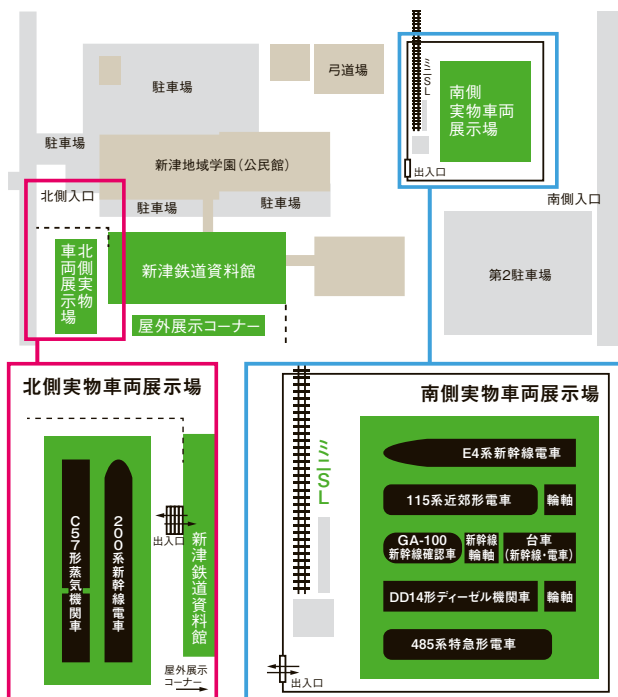 駐車場
弓道場
ミニSL
南側
実物車両
展示場
駐車場
新津地域学園(公民館)
出入口
北側入口
駐車場
駐車場
南側入口
北側実物
車両展示場
新津鉄道資料館
第2駐車場
屋外展示コーナー
北側実物車両展示場
C57形蒸気機関車
200系新幹線電車
出入口
新津鉄道資料館
屋外展示
コーナー
南側実物車両展示場
ミニSL
E4系新幹線電車
115系近郊形電車
輪軸
GA-100
新幹線確認車
新幹線
輪軸
台車
(新幹線・電車)
DD14形ディーゼル機関車
輪軸
485系特急形電車
出入口